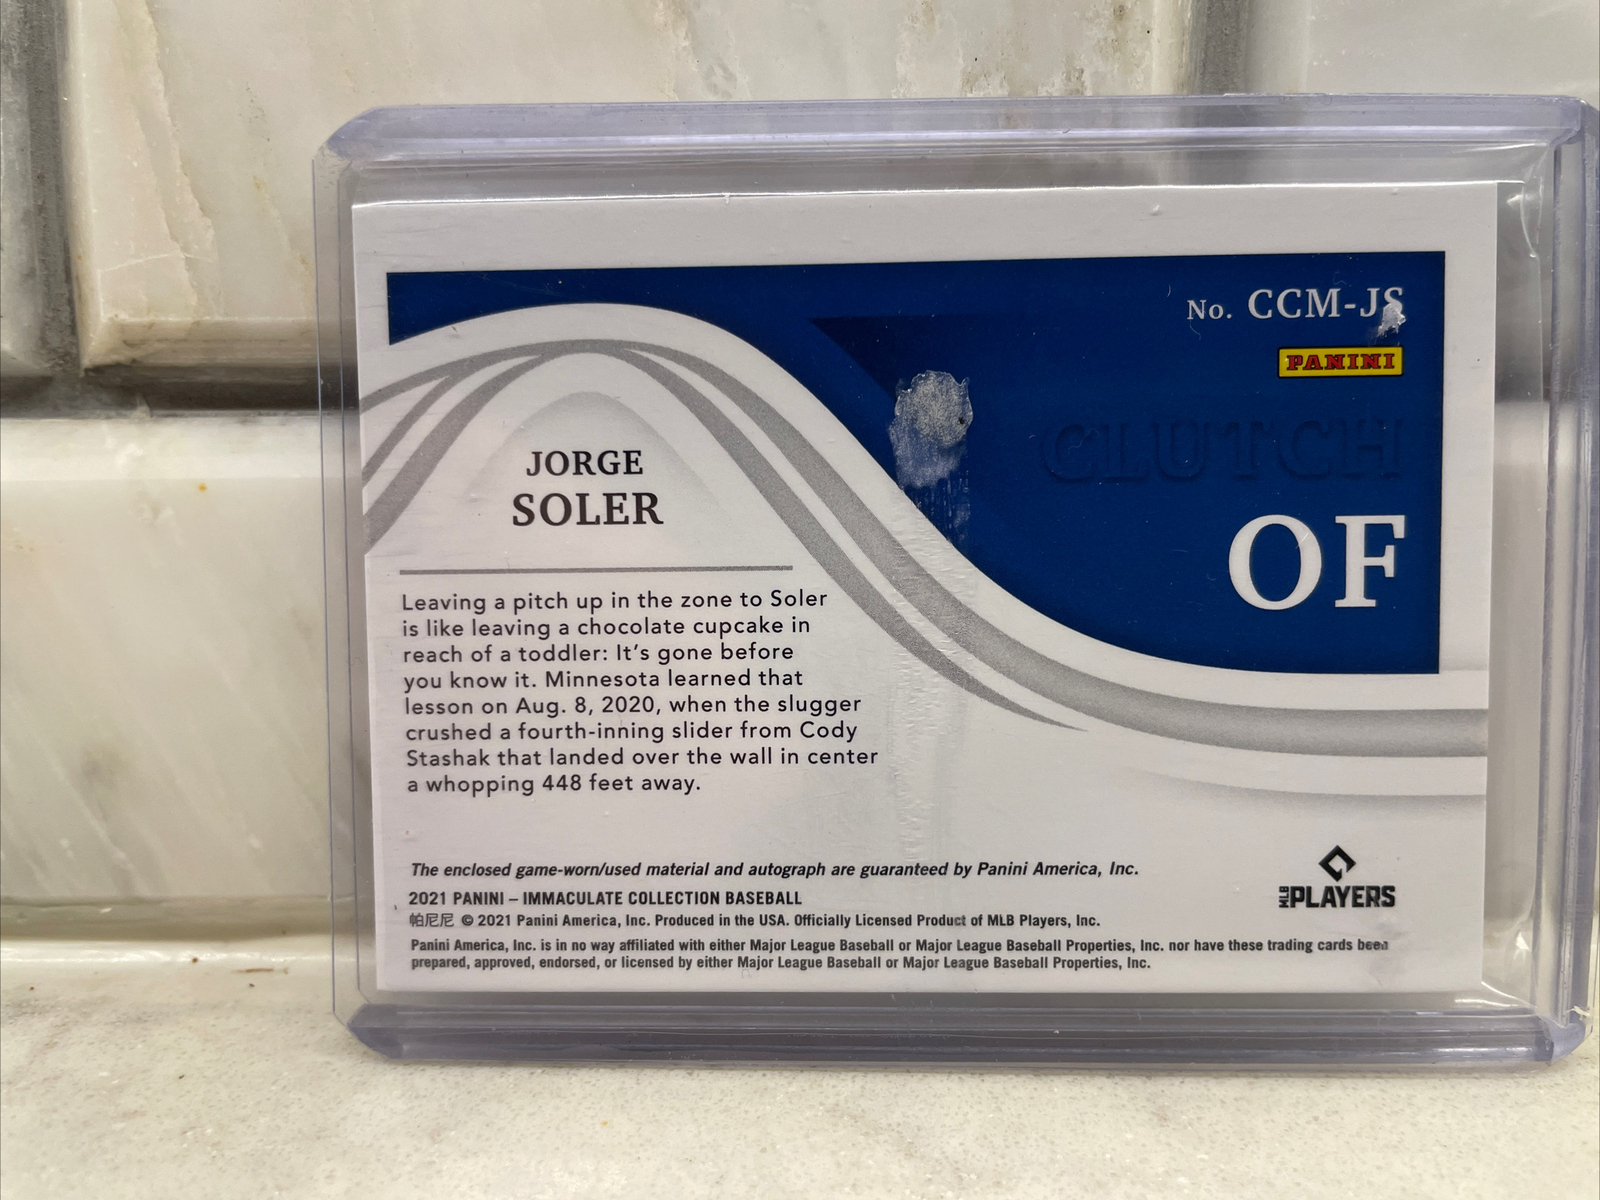 No. CCM-JS
PANINI
CLUTCH
OF
JORGE
SOLER
Leaving a pitch up in the zone to Soler
is like leaving a chocolate cupcake in
reach of a toddler: It's gone before
you know it. Minnesota learned that
lesson on Aug. 8, 2020, when the slugger
crushed a fourth-inning slider from Cody
Stashak that landed over the wall in center
a whopping 448 feet away.
The enclosed game-worn/used material and autograph are guaranteed by Panini America, Inc.
2021 PANINI – IMMACULATE COLLECTION BASEBALL
帕尼尼 © 2021 Panini America, Inc. Produced in the USA. Officially Licensed Product of MLB Players, Inc.
Panini America, Inc. is in no way affiliated with either Major League Baseball or Major League Baseball Properties, Inc. nor have these trading cards been
prepared, approved, endorsed, or licensed by either Major League Baseball or Major League Baseball Properties, Inc.
MLB PLAYERS